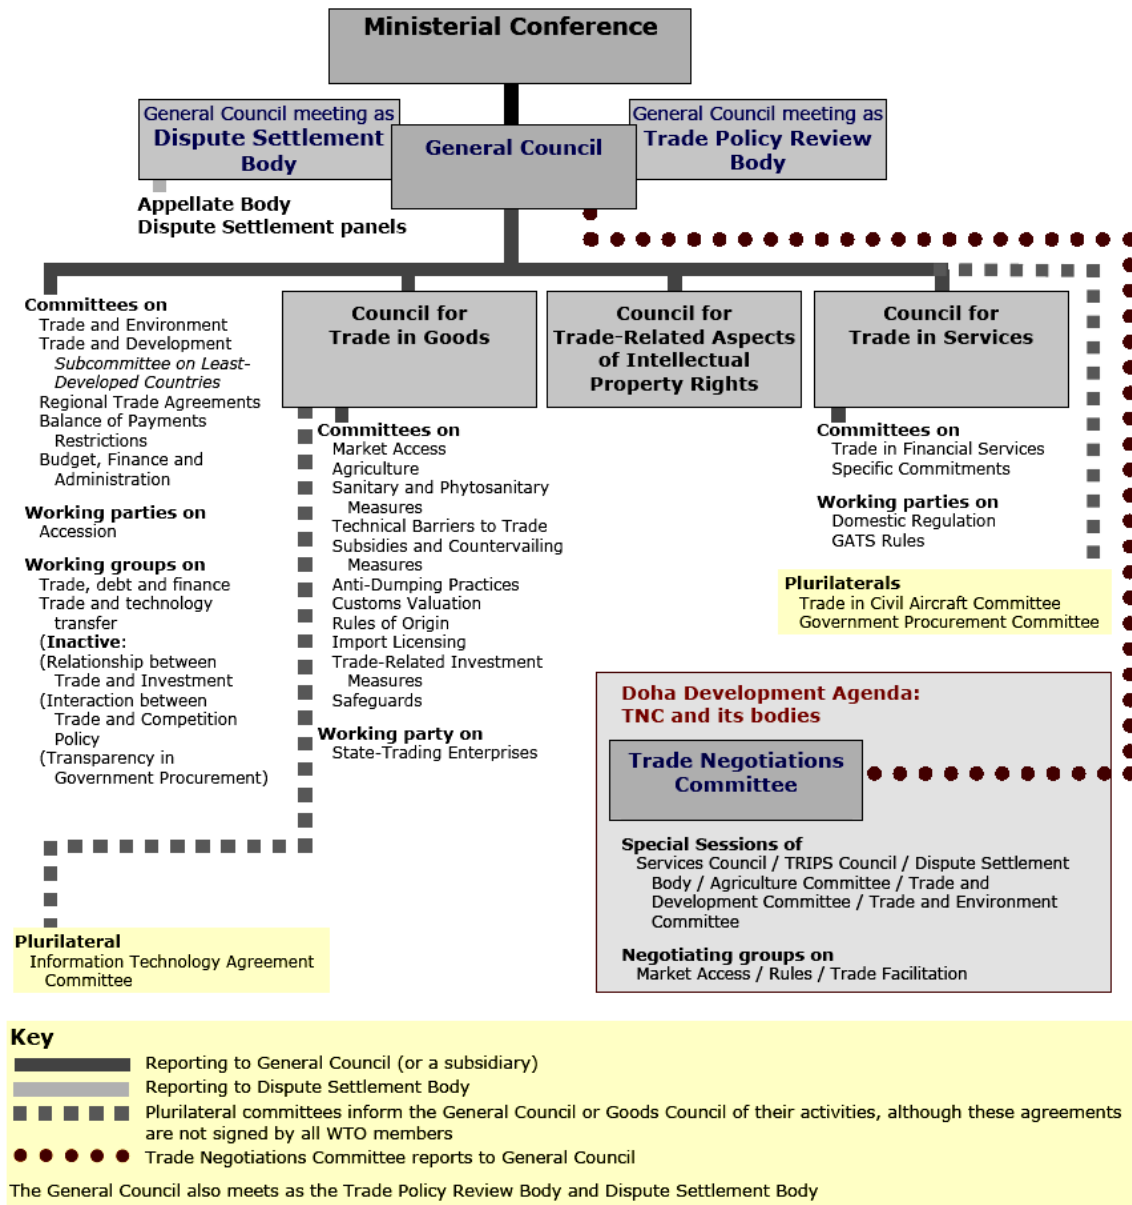 Ministerial Conference
General Council meeting as
Dispute Settlement
Body
General Council
General Council meeting as
Trade Policy Review
Body
Appellate Body
Dispute Settlement panels
Committees on
Trade and Environment
Trade and Development
Subcommittee on Least-
Developed Countries
Regional Trade Agreements
Balance of Payments
Restrictions
Budget, Finance and
Administration
Working parties on
Accession
Working groups on
Trade, debt and finance
Trade and technology
transfer
(Inactive:
(Relationship between
Trade and Investment
(Interaction between
Trade and Competition
Policy
(Transparency in
Government Procurement)
Council for
Trade in Goods
Committees on
Market Access
Agriculture
Sanitary and Phytosanitary
Measures
Technical Barriers to Trade
Subsidies and Countervailing
Measures
Anti-Dumping Practices
Customs Valuation
Rules of Origin
Import Licensing
Trade-Related Investment
Measures
Safeguards
Working party on
State-Trading Enterprises
Council for
Trade-Related Aspects
of Intellectual
Property Rights
Council for
Trade in Services
Committees on
Trade in Financial Services
Specific Commitments
Working parties on
Domestic Regulation
GATS Rules
Plurilaterals
Trade in Civil Aircraft Committee
Government Procurement Committee
Doha Development Agenda:
TNC and its bodies
Trade Negotiations
Committee
Special Sessions of
Services Council / TRIPS Council / Dispute Settlement
Body / Agriculture Committee / Trade and
Development Committee / Trade and Environment
Committee
Negotiating groups on
Market Access / Rules / Trade Facilitation
Plurilateral
Information Technology Agreement
Committee
Key
Reporting to General Council (or a subsidiary)
Reporting to Dispute Settlement Body
Plurilateral committees inform the General Council or Goods Council of their activities, although these agreements
are not signed by all WTO members
Trade Negotiations Committee reports to General Council
The General Council also meets as the Trade Policy Review Body and Dispute Settlement Body